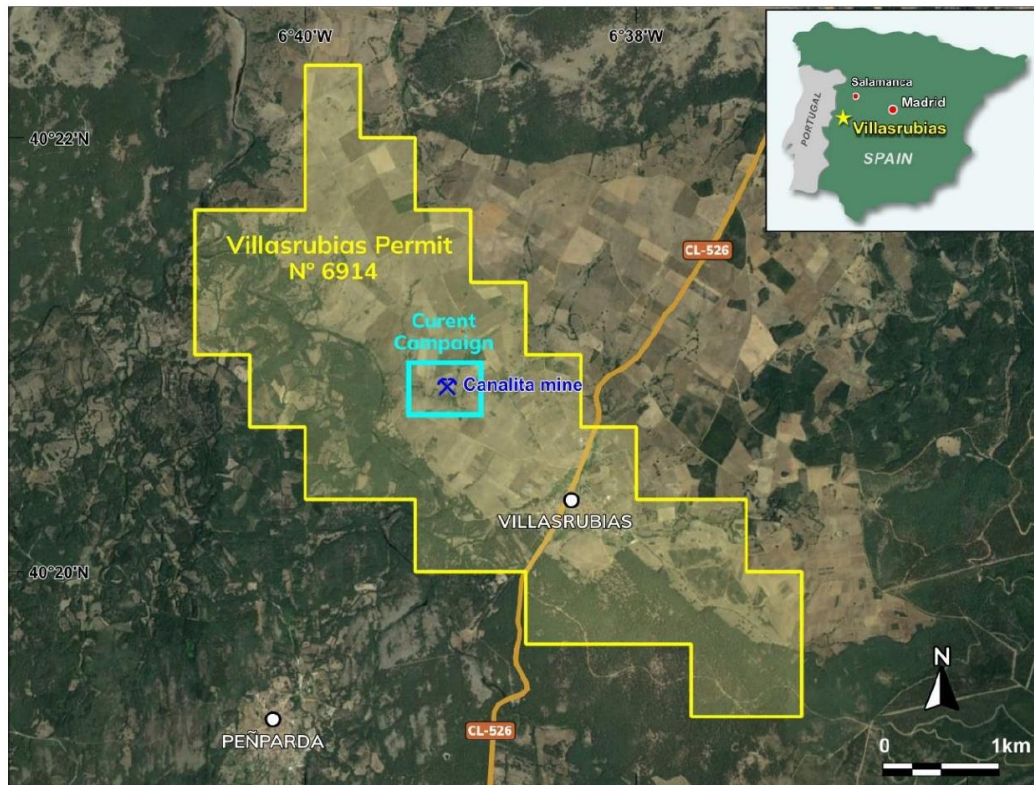 6°40'W
6°38'W
40°22'N
Villasrubias Permit
N° 6914
Curent
Campaign
Canalita mine
CL-526
VILLASRUBIAS
40°20'N
PEÑPARDA
CL-526
N
0 1km
Salamanca
Madrid
Villasrubias
PORTUGAL
SPAIN